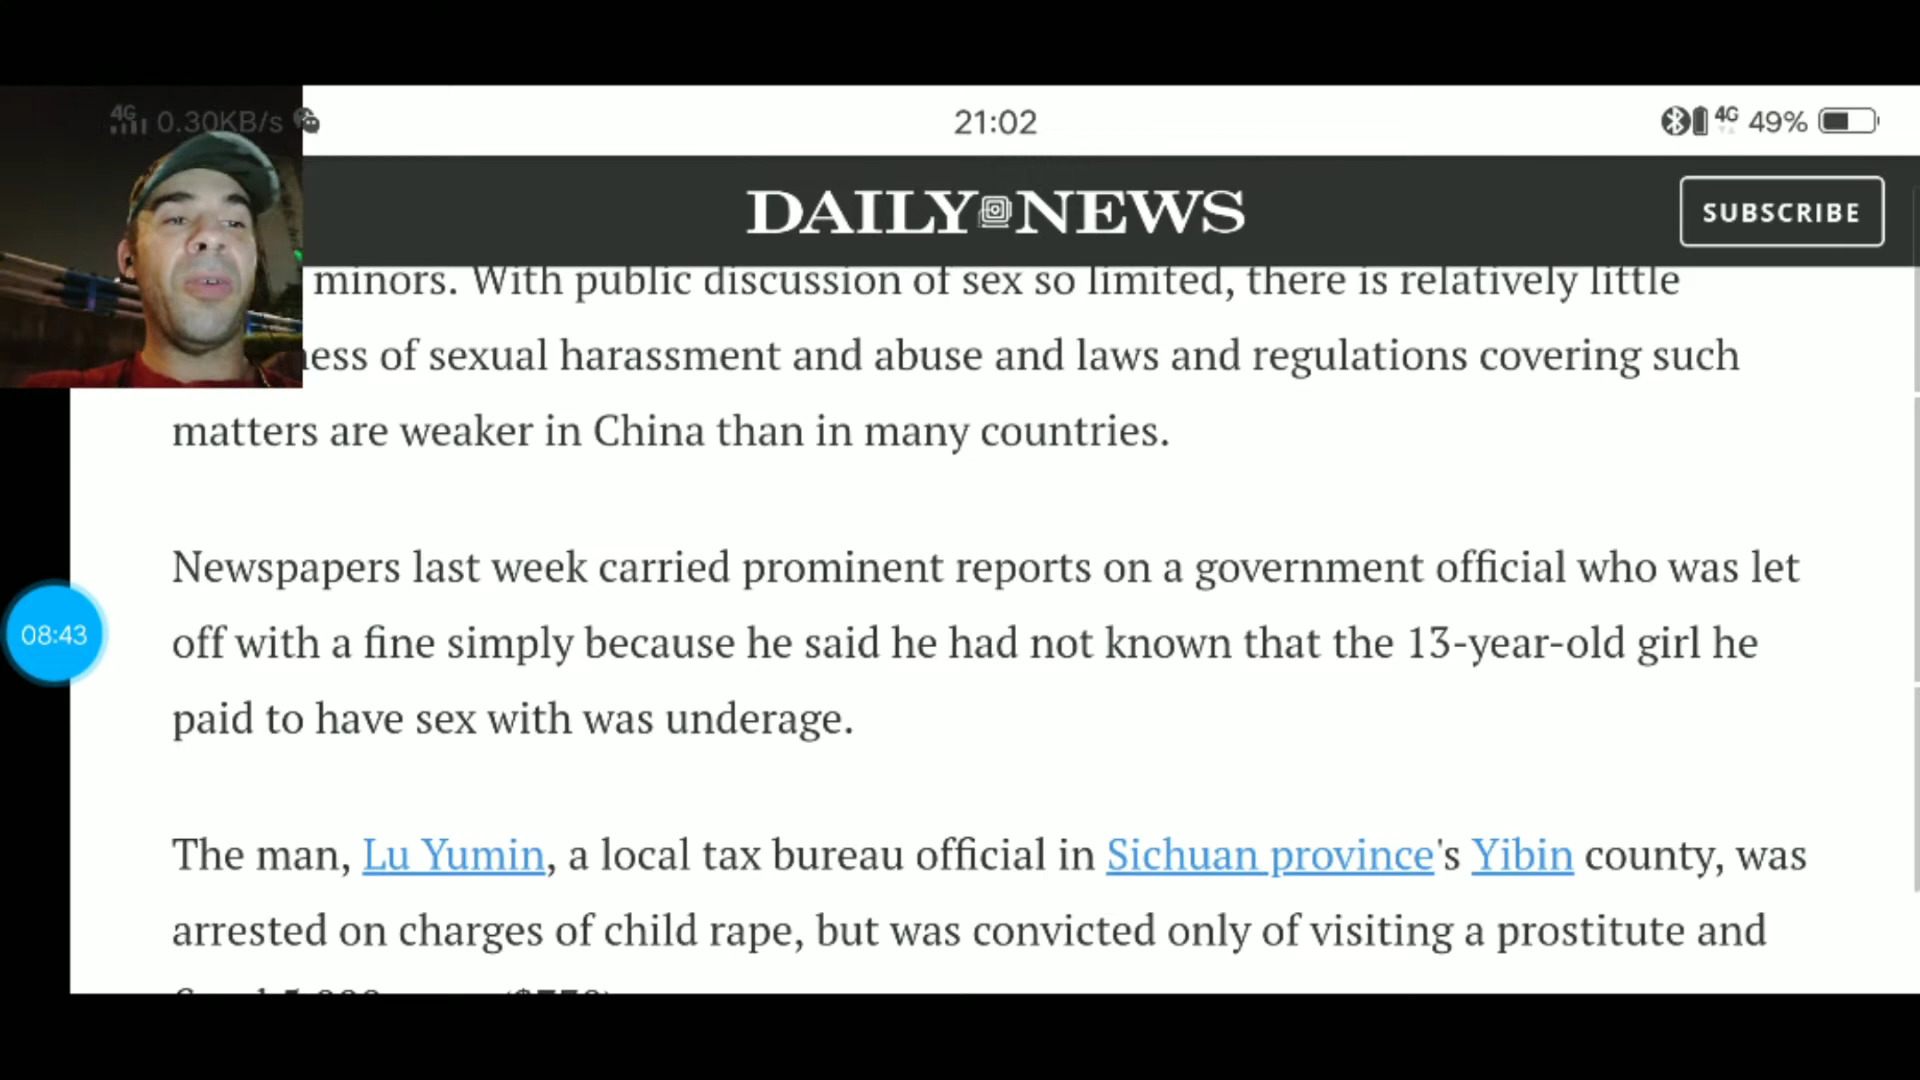 4G 0.30KB/s 21:02 4G 49%
DAILY NEWS
SUBSCRIBE
minors. With public discussion of sex so limited, there is relatively little
ness of sexual harassment and abuse and laws and regulations covering such
matters are weaker in China than in many countries.
Newspapers last week carried prominent reports on a government official who was let
off with a fine simply because he said he had not known that the 13-year-old girl he
paid to have sex with was underage.
08:43
The man, Lu Yumin, a local tax bureau official in Sichuan province's Yibin county, was
arrested on charges of child rape, but was convicted only of visiting a prostitute and